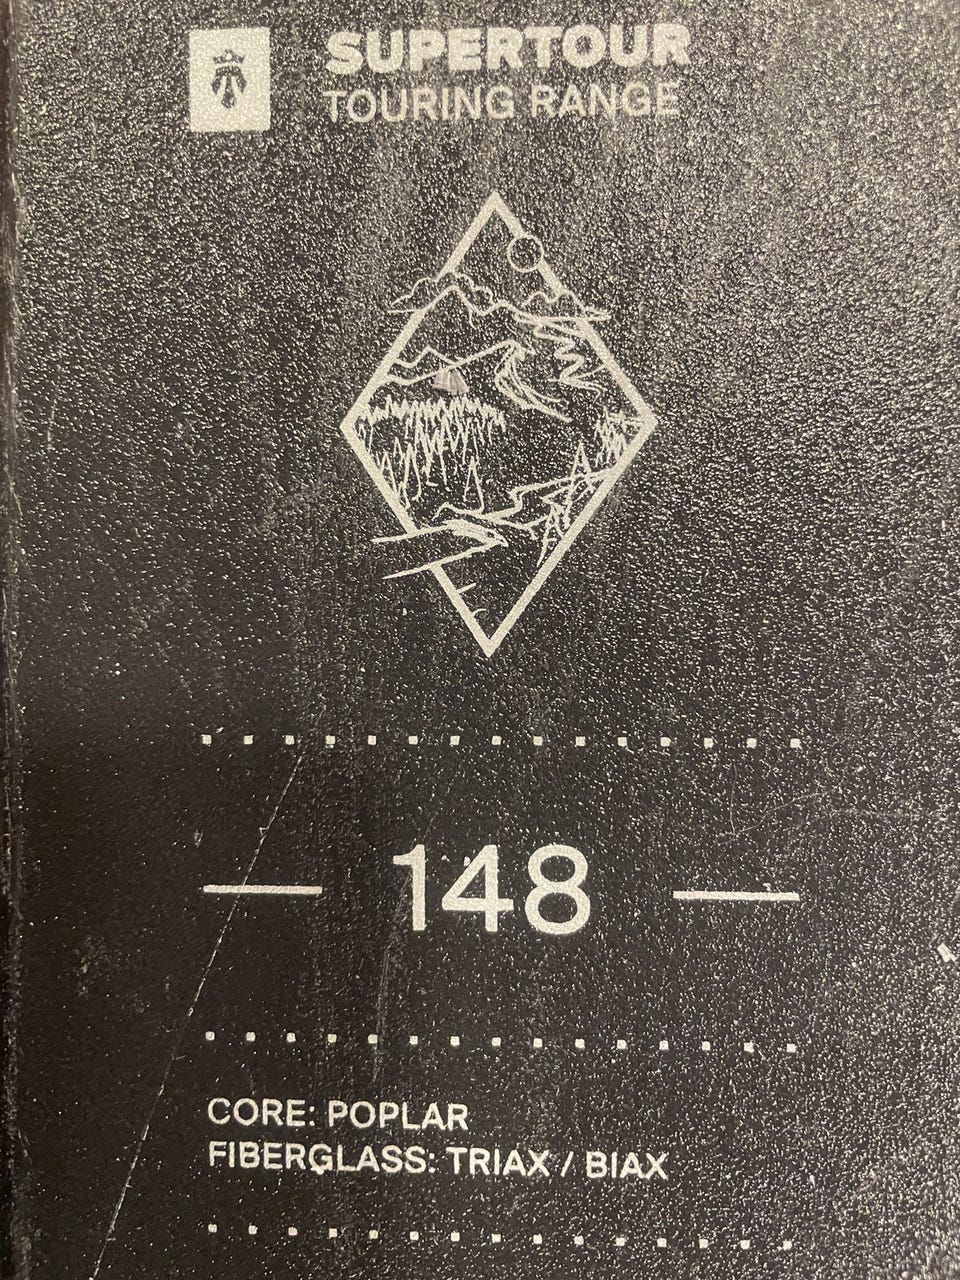 SUPERTOUR
TOURING RANGE
148
CORE: POPLAR
FIBERGLASS: TRIAX / BIAX